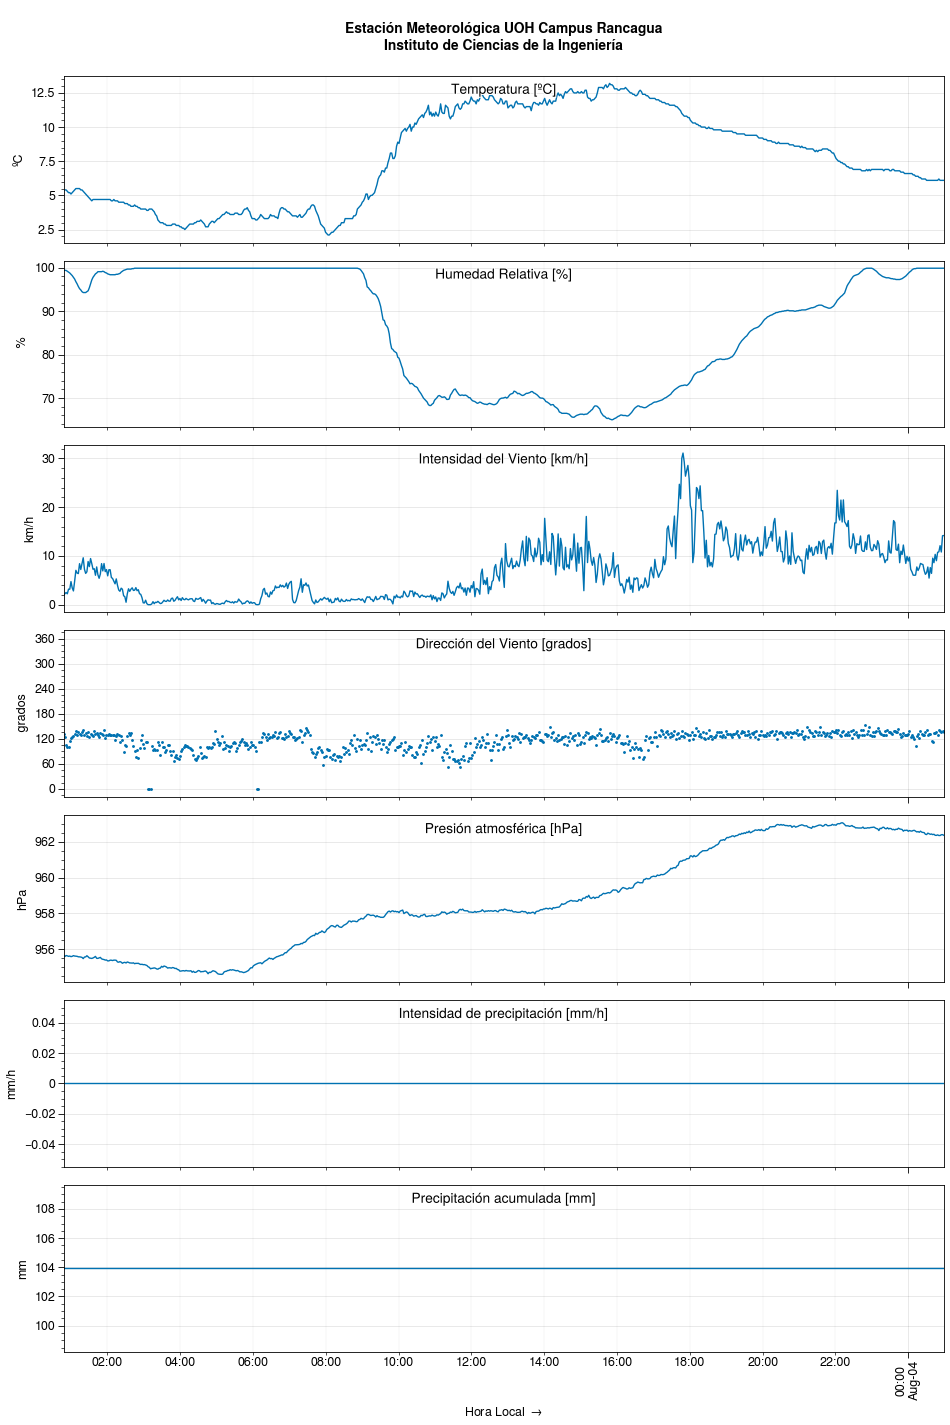 Estación Meteorológica UOH Campus Rancagua
Instituto de Ciencias de la Ingeniería
Temperatura [ºC]
12.5
10
7.5
5
2.5
ºC
Humedad Relativa [%]
100
90
80
70
%
Intensidad del Viento [km/h]
30
20
10
0
km/h
Dirección del Viento [grados]
360
300
240
180
120
60
0
grados
Presión atmosférica [hPa]
962
960
958
956
hPa
Intensidad de precipitación [mm/h]
0.04
0.02
0
−0.02
−0.04
mm/h
Precipitación acumulada [mm]
108
106
104
102
100
mm
02:00 04:00 06:00 08:00 10:00 12:00 14:00 16:00 18:00 20:00 22:00 00:00
Aug-04
Hora Local →